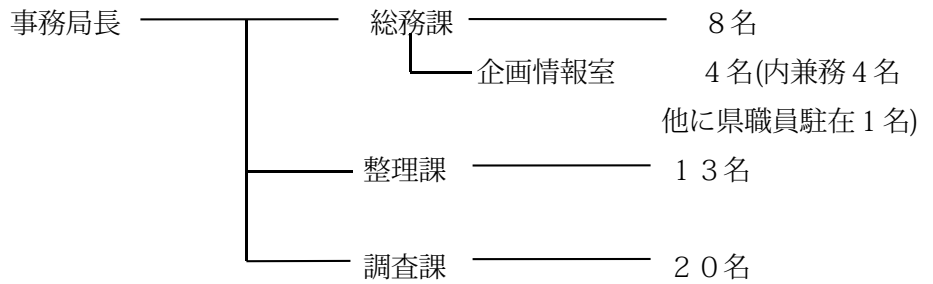 事務局長 総務課 ８名
企画情報室 ４名(内兼務４名
他に県職員駐在１名)
整理課 １３名
調査課 ２０名